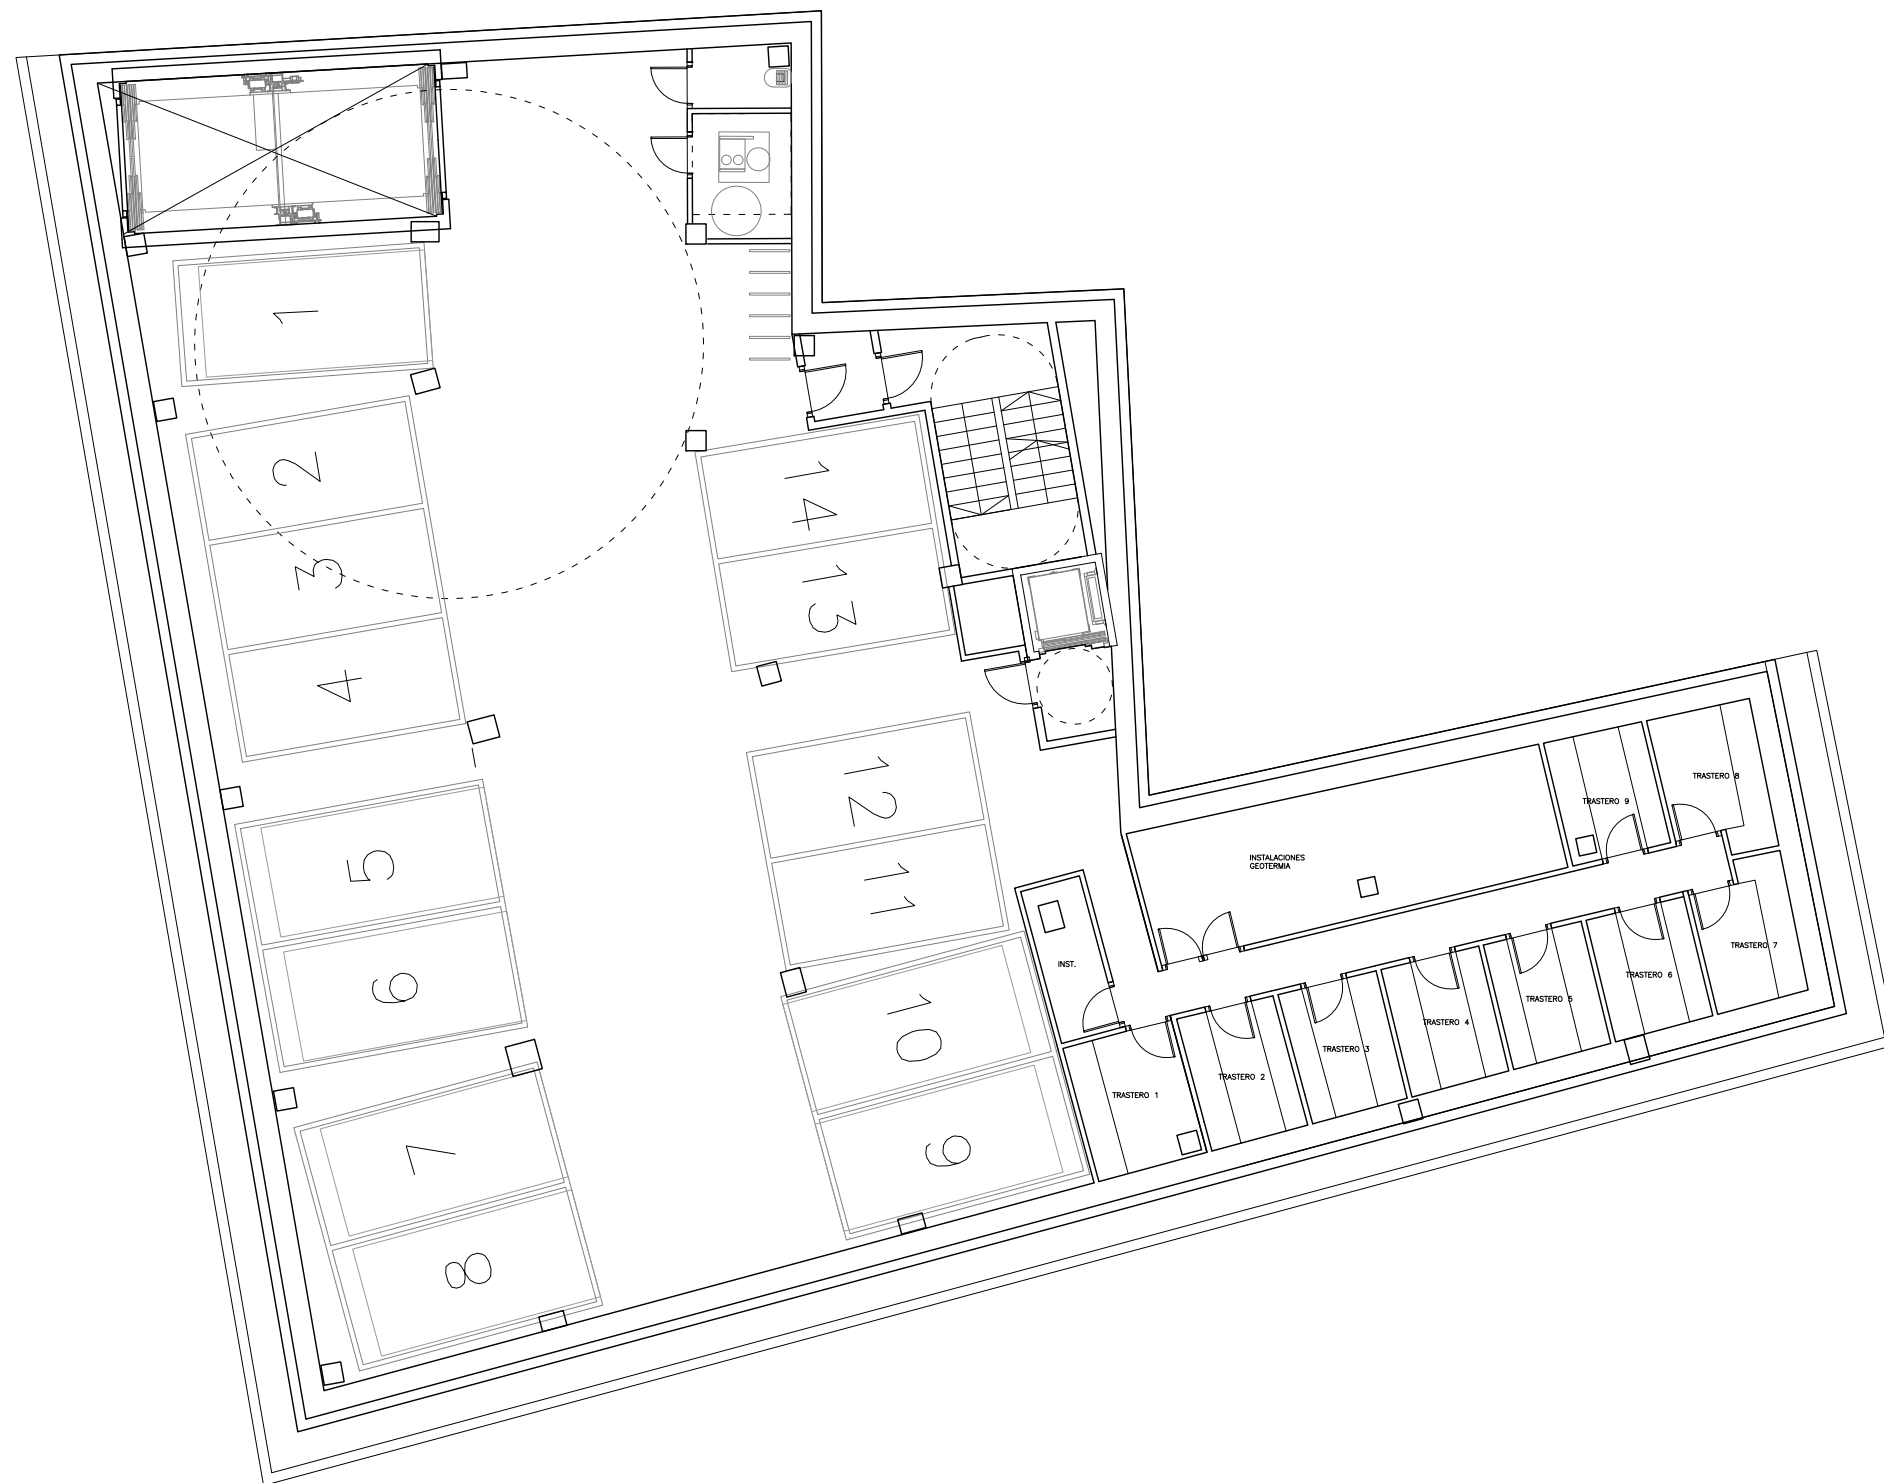 1
2
3
4
5
6
7
8
14
13
12
11
10
9
INSTALACIONES
GEOTERMIA
INST.
TRASTERO 9
TRASTERO 8
TRASTERO 7
TRASTERO 6
TRASTERO 5
TRASTERO 4
TRASTERO 3
TRASTERO 2
TRASTERO 1